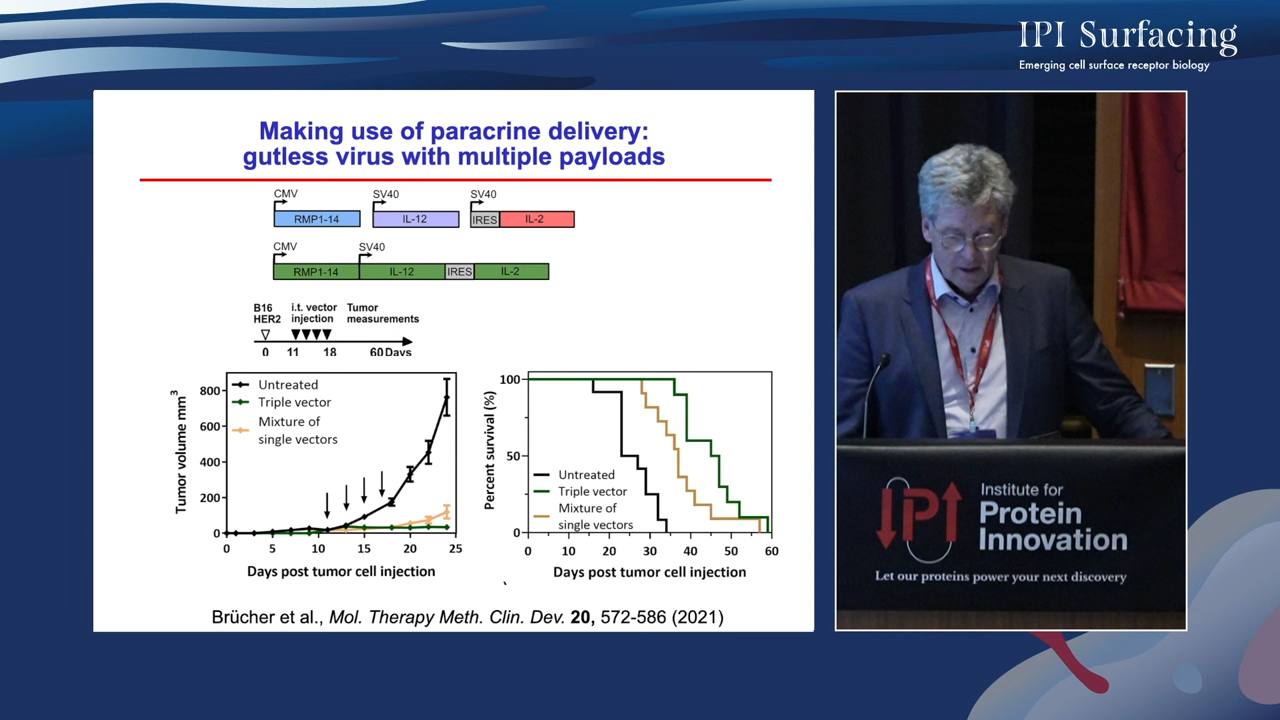 IPI Surfacing
Emerging cell surface receptor biology
Making use of paracrine delivery:
gutless virus with multiple payloads
CMV
SV40
SV40
RMP1-14
IL-12
IRES
IL-2
CMV
SV40
RMP1-14
IL-12
IRES
IL-2
B16
HER2
i.t. vector
injection
Tumor
measurements
0
11
18
60 Days
Tumor volume mm³
800
600
400
200
0
Untreated
Triple vector
Mixture of
single vectors
0 5 10 15 20 25
Days post tumor cell injection
Percent survival (%)
100
50
0
Untreated
Triple vector
Mixture of
single vectors
0 10 20 30 40 50 60
Days post tumor cell injection
Brücher et al., Mol. Therapy Meth. Clin. Dev. 20, 572-586 (2021)
IPI
Institute for
Protein
Innovation
Let our proteins power your next discovery